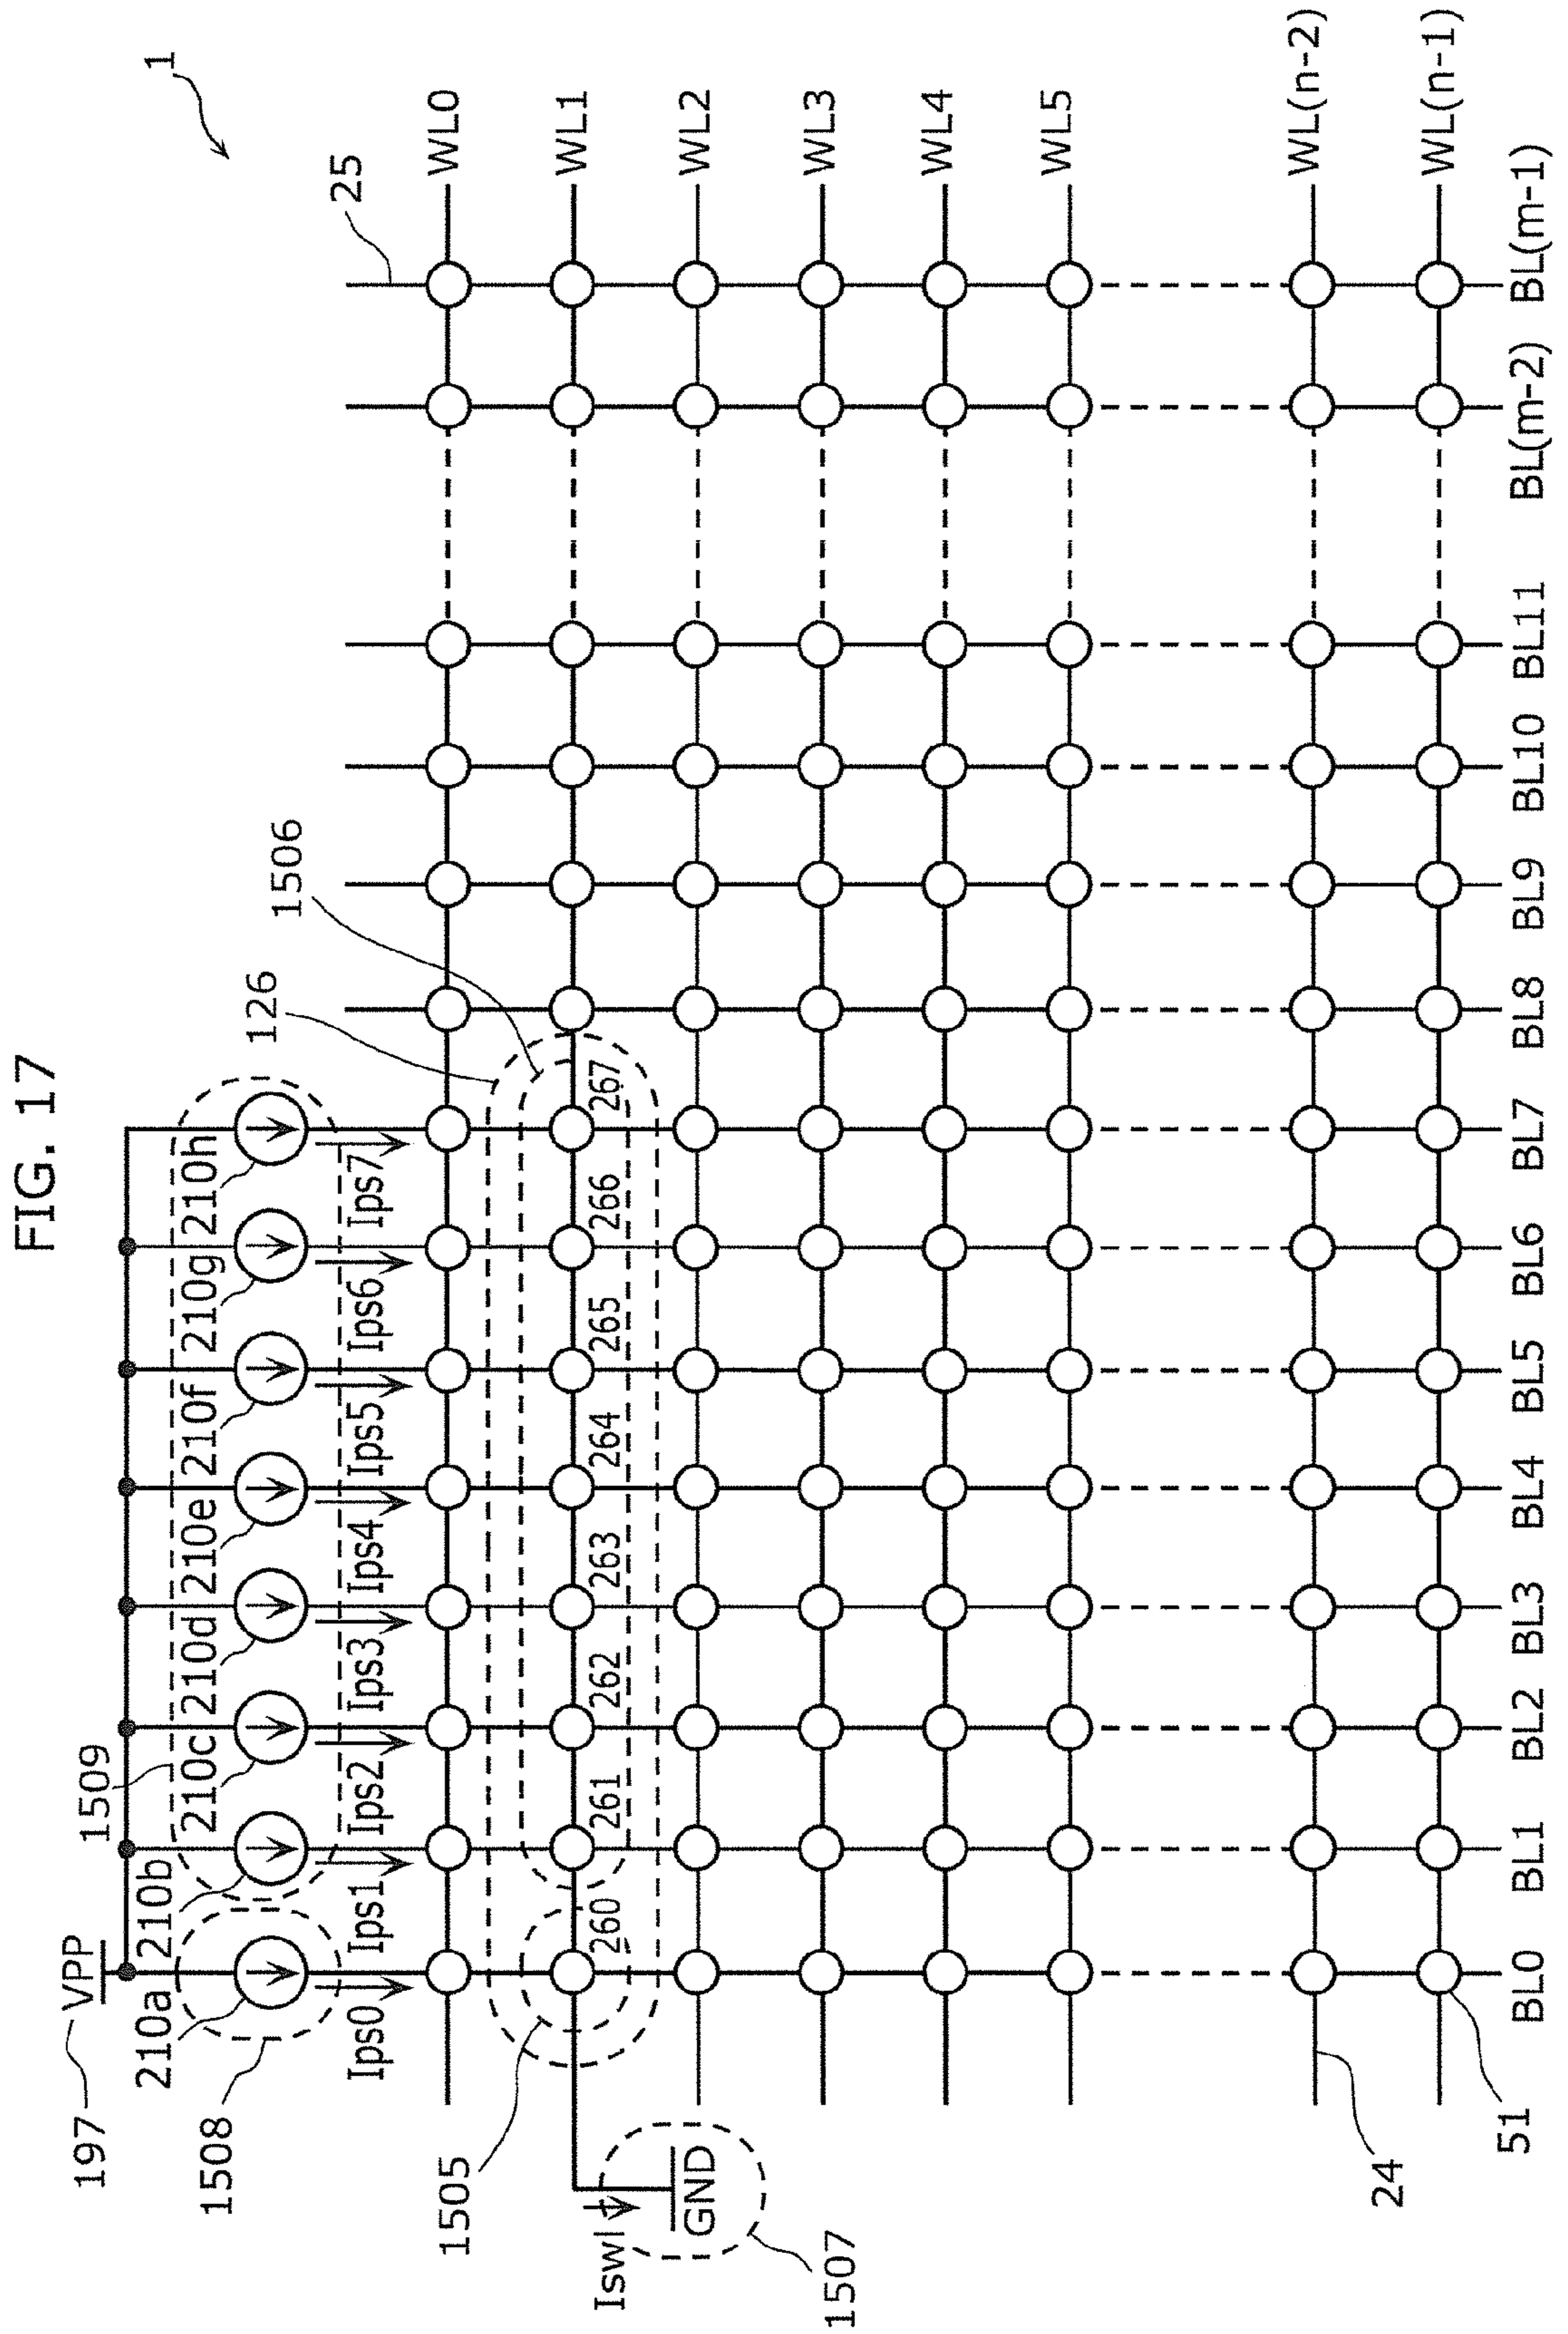 FIG. 17
1
197
VPP
1509
1508
210a
210b
210c
210d
210e
210f
210g
210h
126
1506
25
Ips0
Ips1
Ips2
Ips3
Ips4
Ips5
Ips6
Ips7
WL0
1505
260
261
262
263
264
265
266
267
WL1
Iswl
GND
1507
WL2
WL3
WL4
WL5
24
WL(n-2)
51
WL(n-1)
BL0
BL1
BL2
BL3
BL4
BL5
BL6
BL7
BL8
BL9
BL10
BL11
BL(m-2)
BL(m-1)